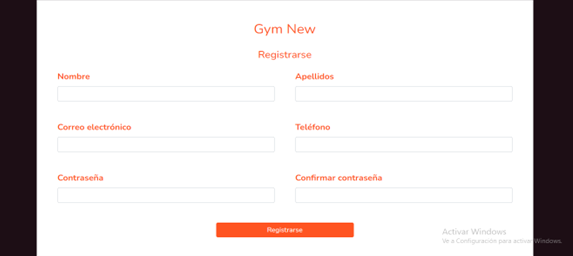 Gym New
Registrarse
Nombre
Apellidos
Correo electrónico
Teléfono
Contraseña
Confirmar contraseña
Registrarse
Activar Windows
Ve a Configuración para activar Windows.